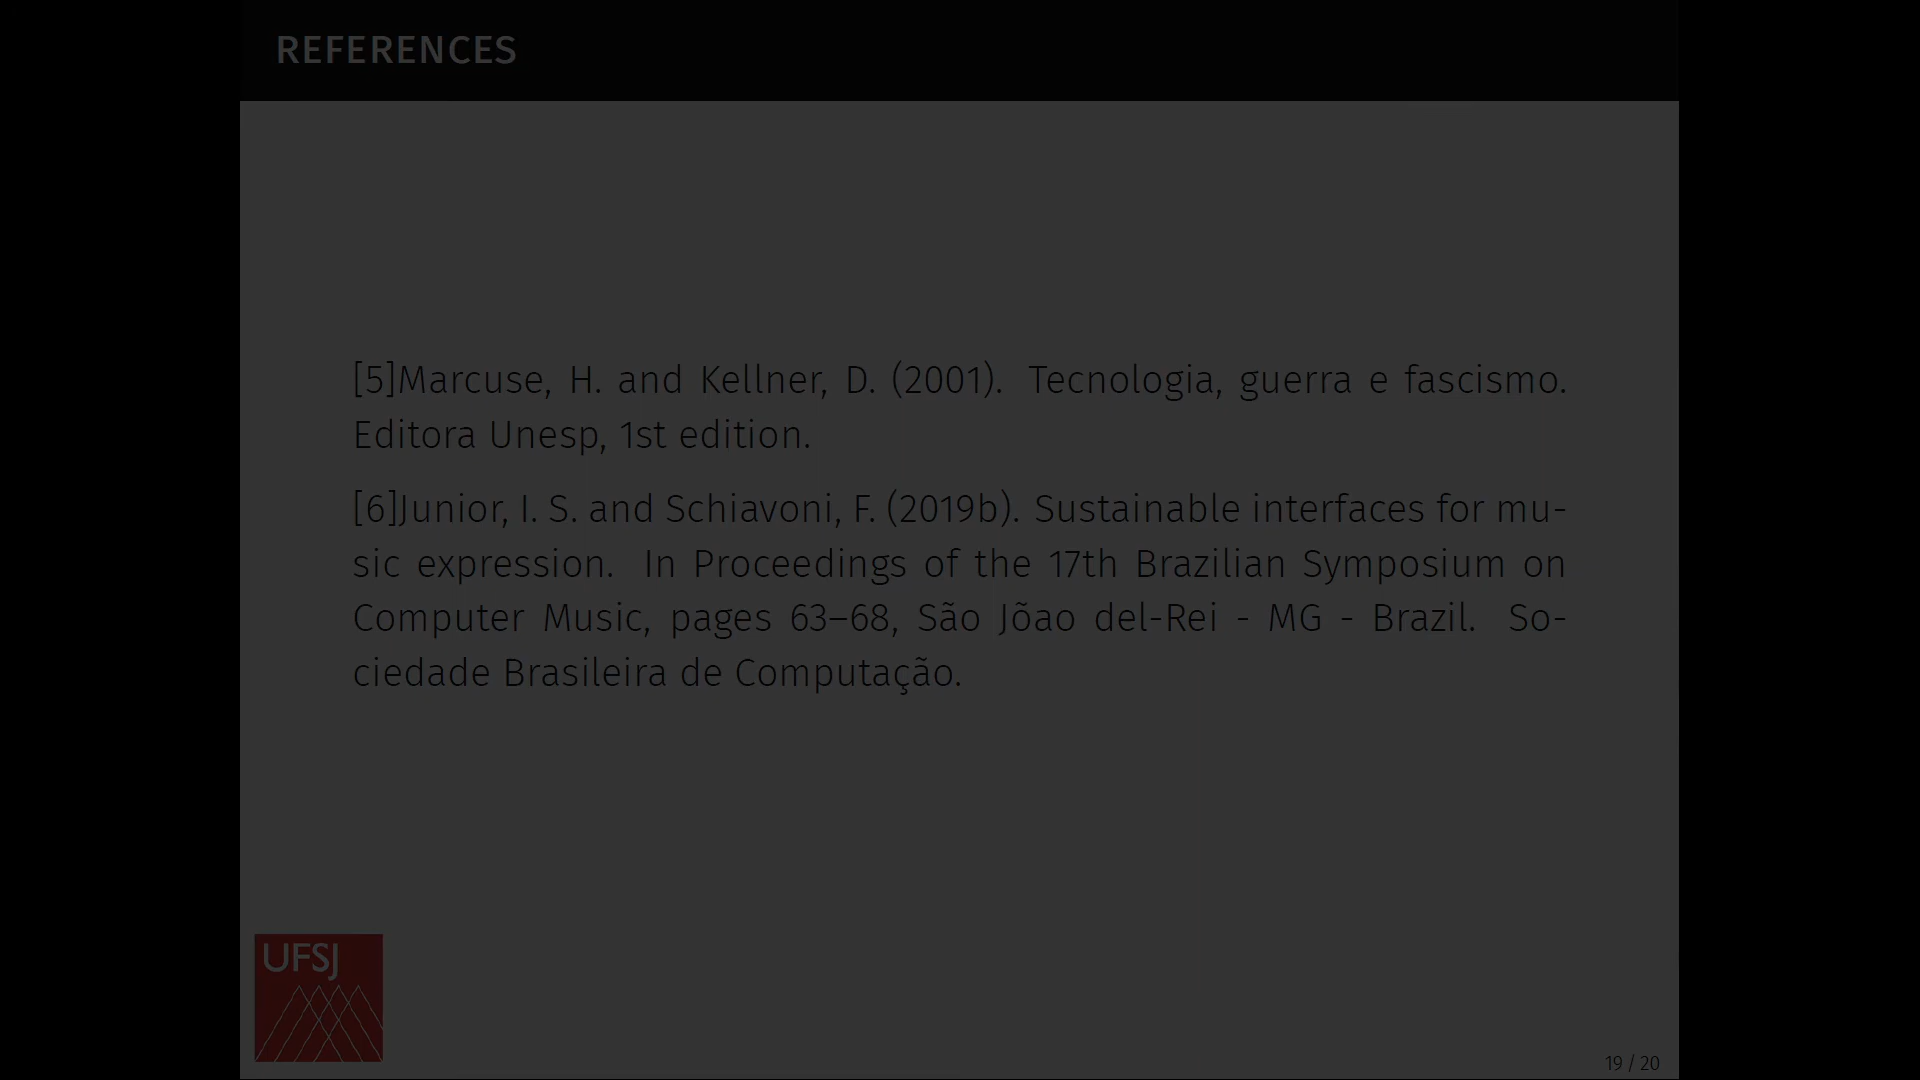 REFERENCES
[5]Marcuse, H. and Kellner, D. (2001). Tecnologia, guerra e fascismo.
Editora Unesp, 1st edition.
[6]Junior, I. S. and Schiavoni, F. (2019b). Sustainable interfaces for mu-
sic expression. In Proceedings of the 17th Brazilian Symposium on
Computer Music, pages 63–68, São Jõao del-Rei - MG - Brazil. So-
ciedade Brasileira de Computação.
UFSJ
19 / 20